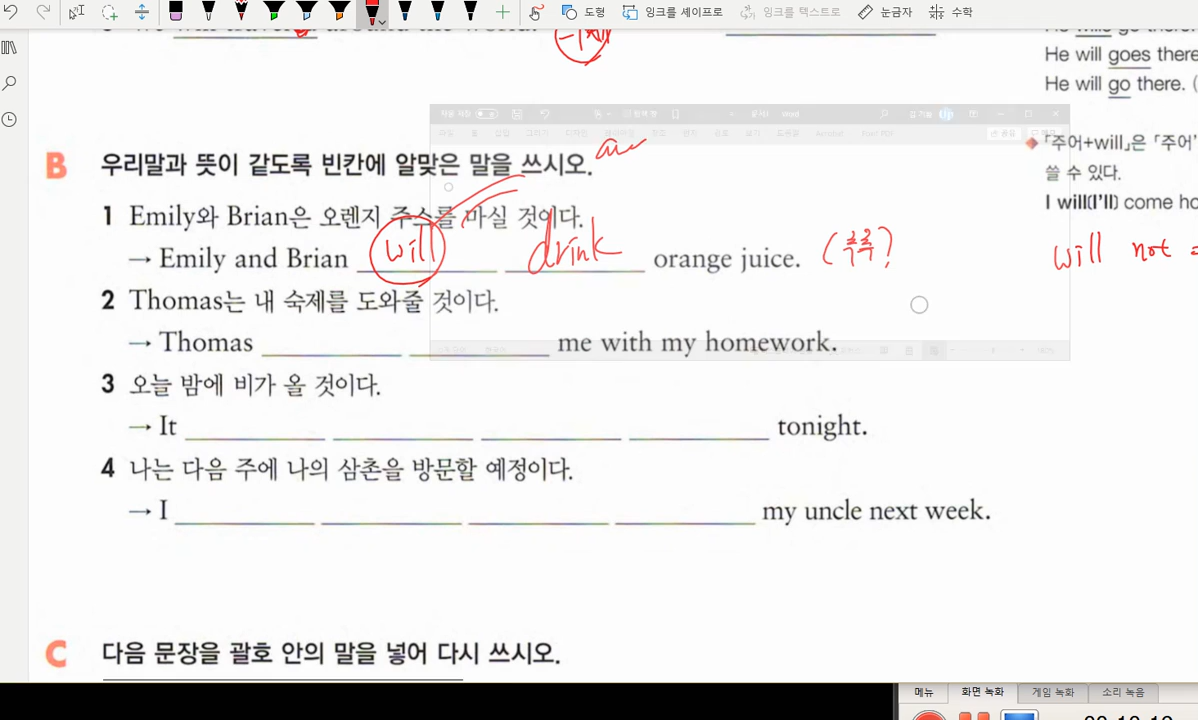 도형 잉크를 셰이프로 잉크를 텍스트로 눈금자 수학
He will goes there
He will go there. (
B 우리말과 뜻이 같도록 빈칸에 알맞은 말을 쓰시오.
「주어+will」은 「주어'
쓸 수 있다.
I will(I'll) come ho
1 Emily와 Brian은 오렌지 주스를 마실 것이다.
→ Emily and Brian will drink orange juice.
will not
2 Thomas는 내 숙제를 도와줄 것이다.
→ Thomas me with my homework.
3 오늘 밤에 비가 올 것이다.
→ It tonight.
4 나는 다음 주에 나의 삼촌을 방문할 예정이다.
→ I my uncle next week.
C 다음 문장을 괄호 안의 말을 넣어 다시 쓰시오.
메뉴 화면 녹화 게임 녹화 소리 녹음